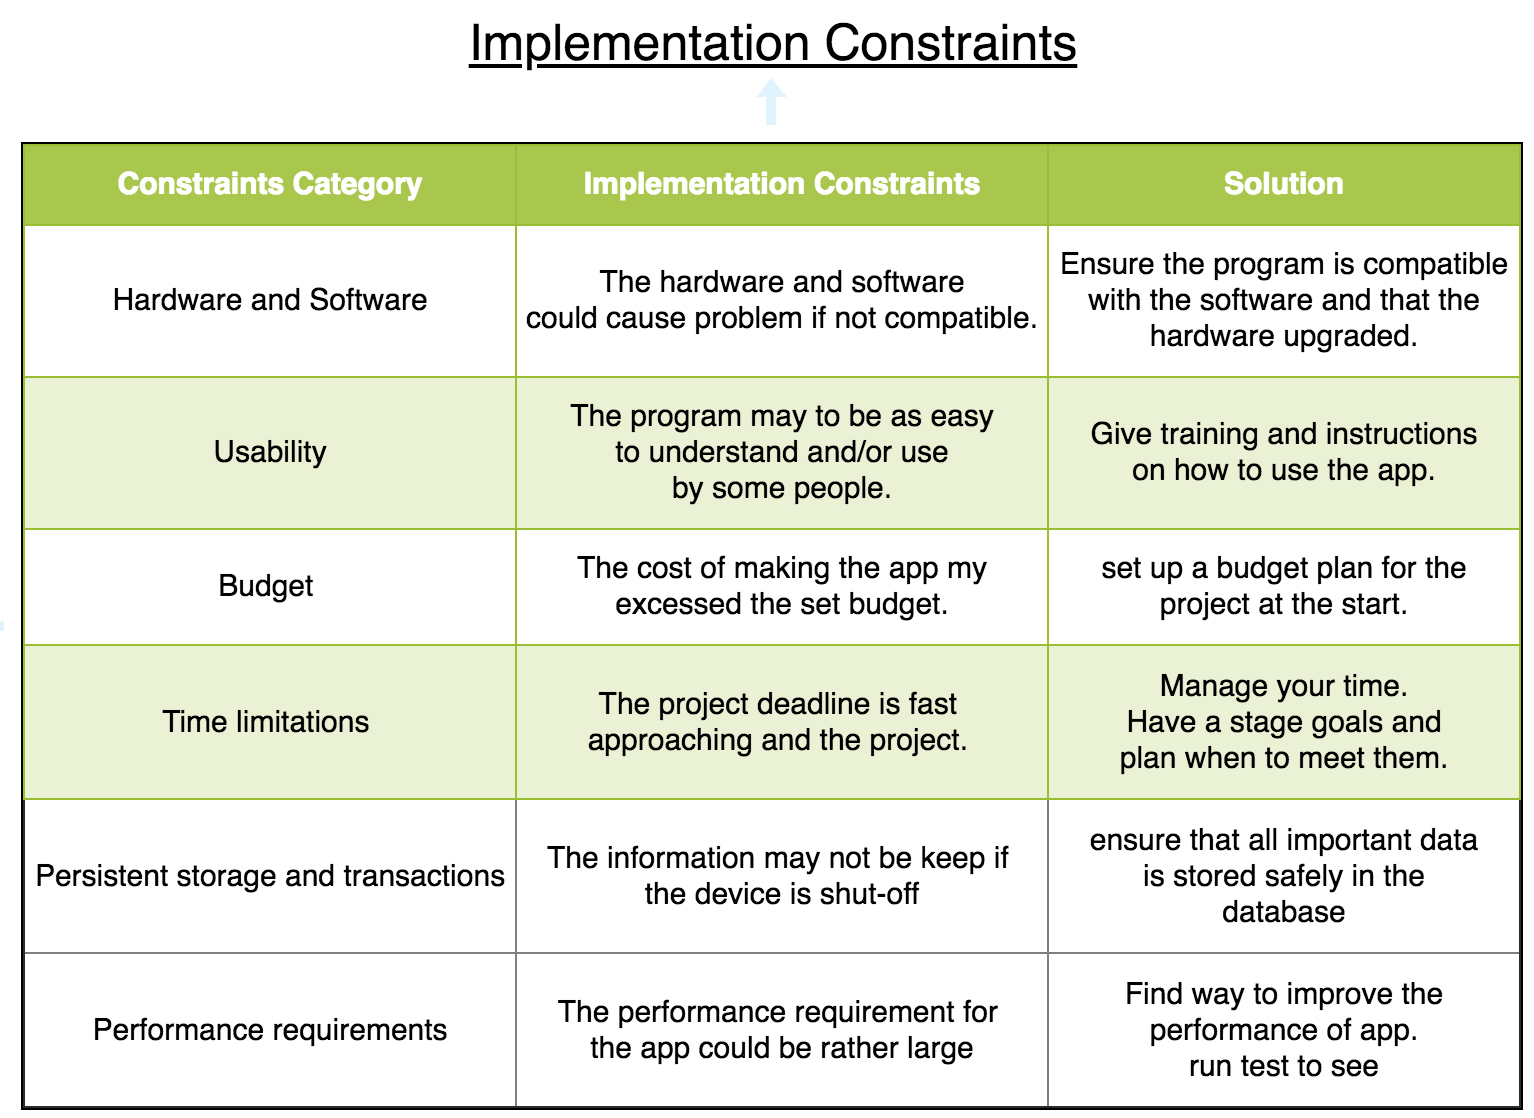 Implementation Constraints
Constraints Category
Implementation Constraints
Solution
Hardware and Software
The hardware and software
could cause problem if not compatible.
Ensure the program is compatible
with the software and that the
hardware upgraded.
Usability
The program may to be as easy
to understand and/or use
by some people.
Give training and instructions
on how to use the app.
Budget
The cost of making the app my
excessed the set budget.
set up a budget plan for the
project at the start.
Time limitations
The project deadline is fast
approaching and the project.
Manage your time.
Have a stage goals and
plan when to meet them.
Persistent storage and transactions
The information may not be keep if
the device is shut-off
ensure that all important data
is stored safely in the
database
Performance requirements
The performance requirement for
the app could be rather large
Find way to improve the
performance of app.
run test to see